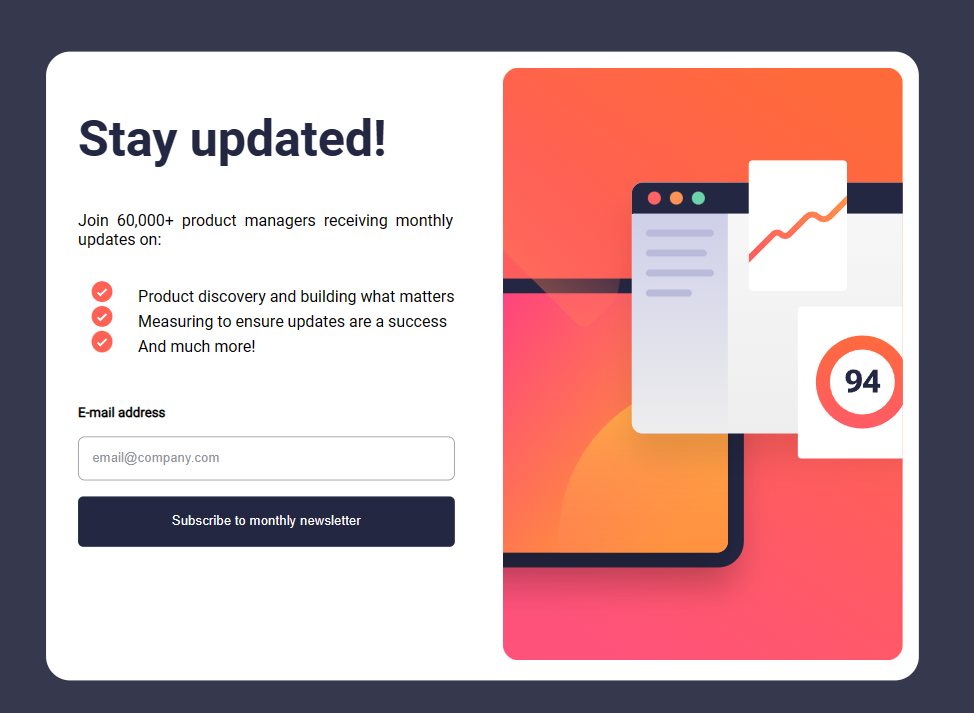 Stay updated!
Join 60,000+ product managers receiving monthly
updates on:
Product discovery and building what matters
Measuring to ensure updates are a success
And much more!
E-mail address
email@company.com
Subscribe to monthly newsletter
94